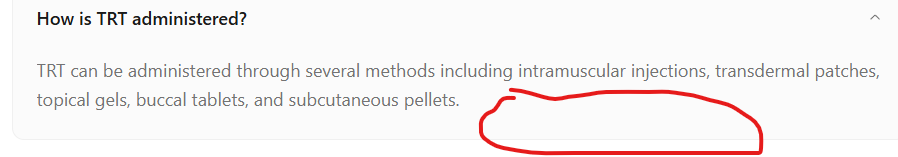 How is TRT administered?
TRT can be administered through several methods including intramuscular injections, transdermal patches,
topical gels, buccal tablets, and subcutaneous pellets.